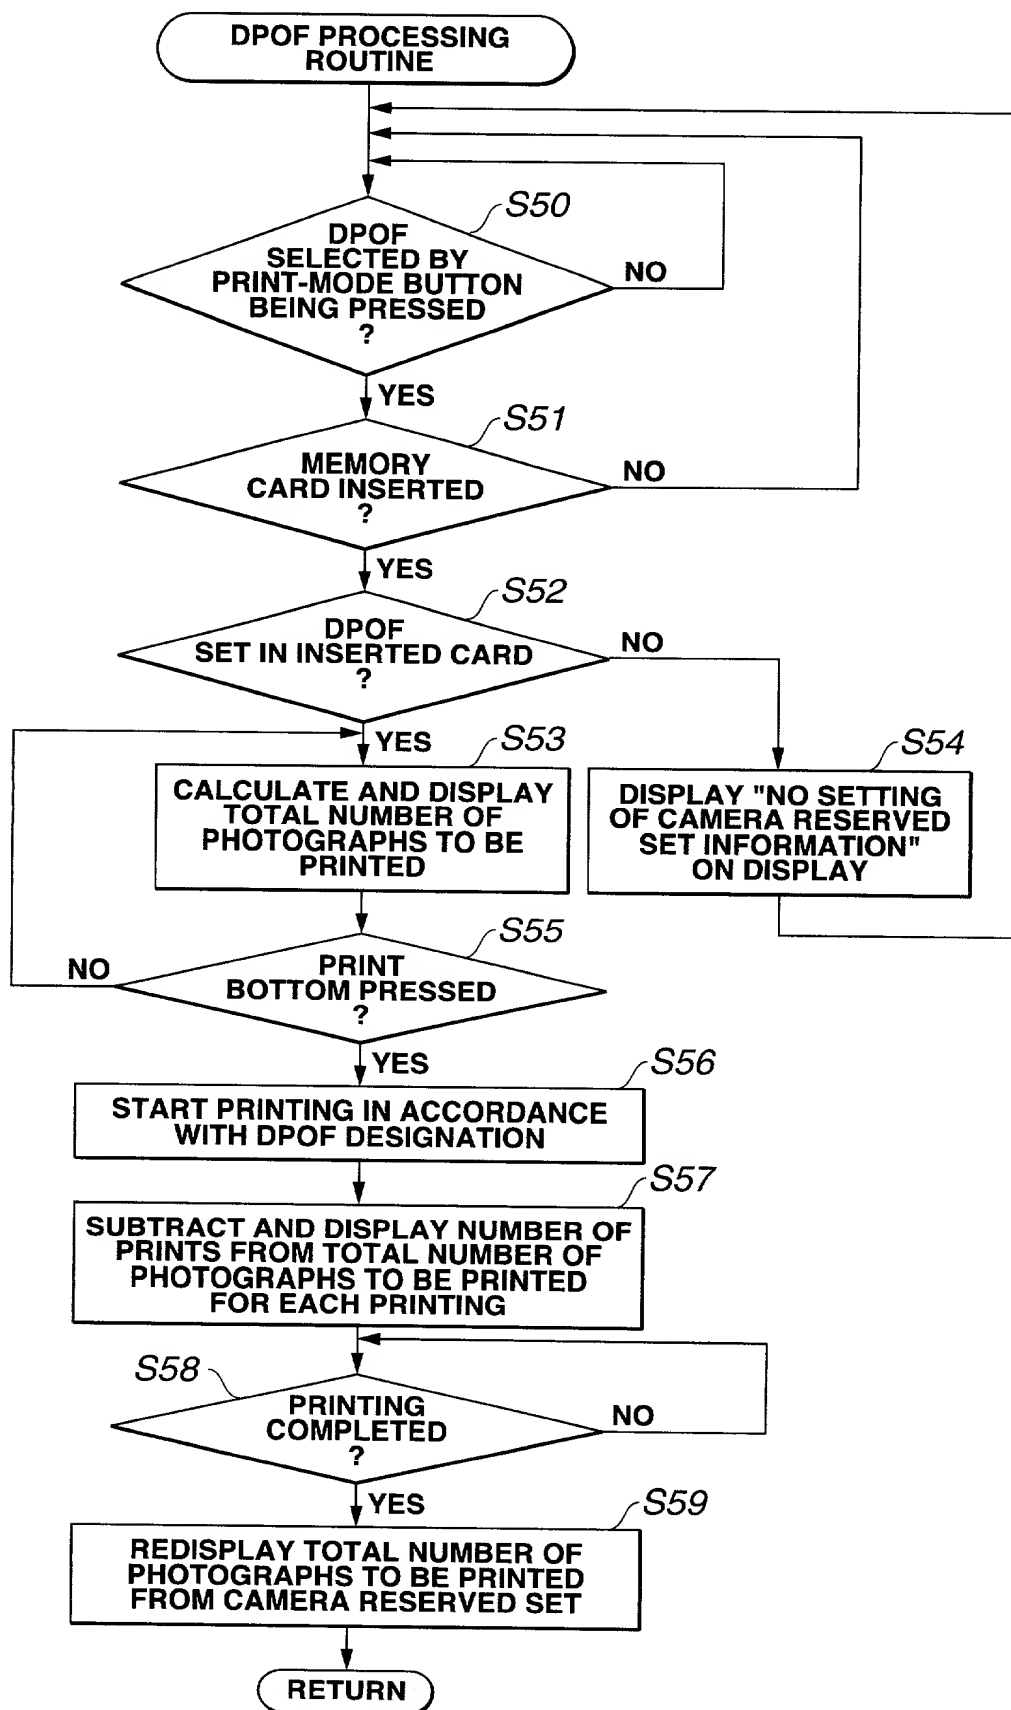 DPOF PROCESSING
ROUTINE
S50
DPOF
SELECTED BY
PRINT-MODE BUTTON
BEING PRESSED
?
NO
YES
S51
MEMORY
CARD INSERTED
?
NO
YES
S52
DPOF
SET IN INSERTED CARD
?
NO
YES
S53
CALCULATE AND DISPLAY
TOTAL NUMBER OF
PHOTOGRAPHS TO BE
PRINTED
S54
DISPLAY "NO SETTING
OF CAMERA RESERVED
SET INFORMATION"
ON DISPLAY
S55
PRINT
BOTTOM PRESSED
?
NO
YES
S56
START PRINTING IN ACCORDANCE
WITH DPOF DESIGNATION
S57
SUBTRACT AND DISPLAY NUMBER OF
PRINTS FROM TOTAL NUMBER OF
PHOTOGRAPHS TO BE PRINTED
FOR EACH PRINTING
S58
PRINTING
COMPLETED
?
NO
YES
S59
REDISPLAY TOTAL NUMBER OF
PHOTOGRAPHS TO BE PRINTED
FROM CAMERA RESERVED SET
RETURN